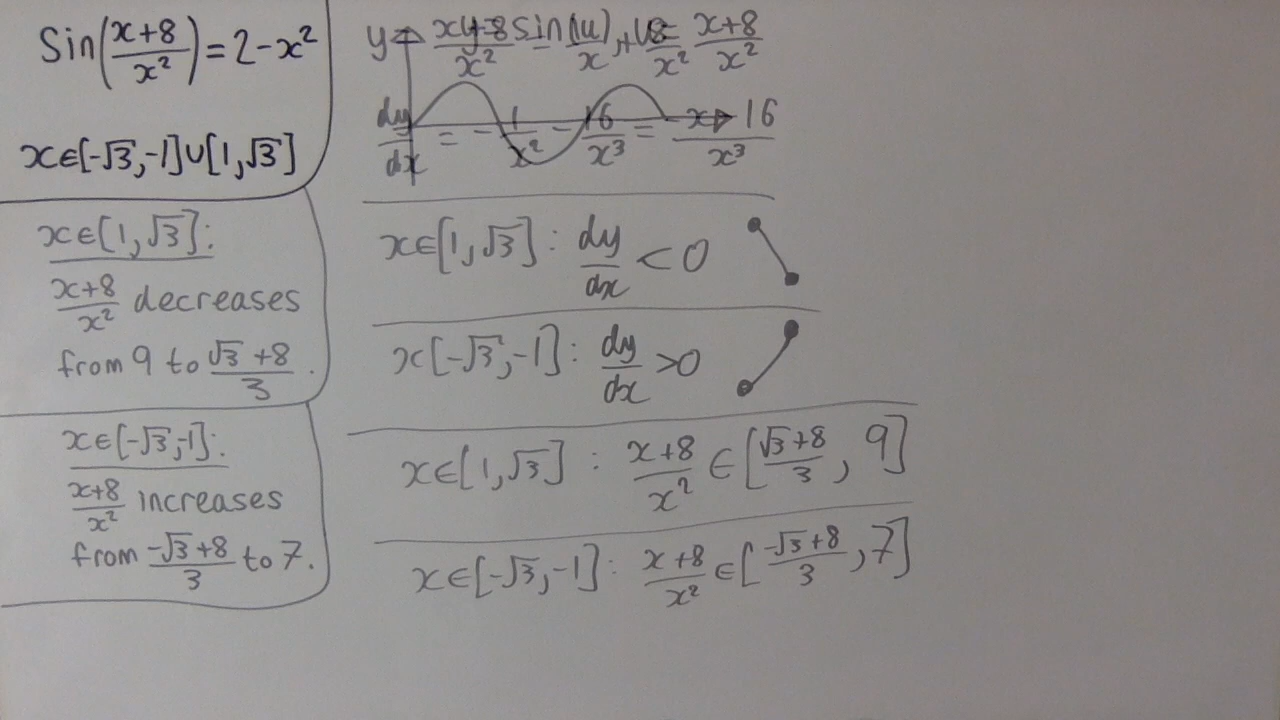 Sin(x+8/x²) = 2-x²
x∈[-√3,-1]∪[1,√3]
x∈[1,√3]:
x+8/x² decreases
from 9 to √3+8/3.
x∈[-√3,-1]:
x+8/x² increases
from -√3+8/3 to 7.
dy/dx = -1/x² - 16/x³ = -x-16/x³
x∈[1,√3] : dy/dx < 0
x[-√3,-1] : dy/dx > 0
x∈[1,√3] : x+8/x² ∈ [√3+8/3, 9]
x∈[-√3,-1] : x+8/x² ∈ [-√3+8/3, 7]